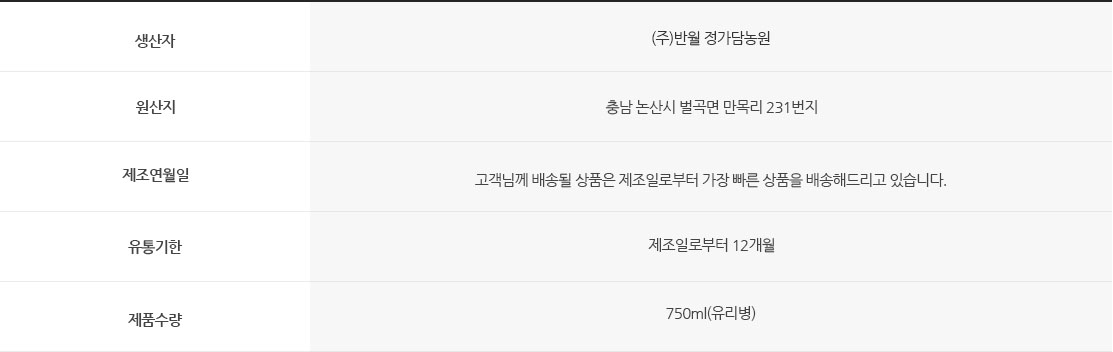 생산자 (주)반월 정가담농원
원산지 충남 논산시 벌곡면 만목리 231번지
제조연월일 고객님께 배송될 상품은 제조일로부터 가장 빠른 상품을 배송해드리고 있습니다.
유통기한 제조일로부터 12개월
제품수량 750ml(유리병)